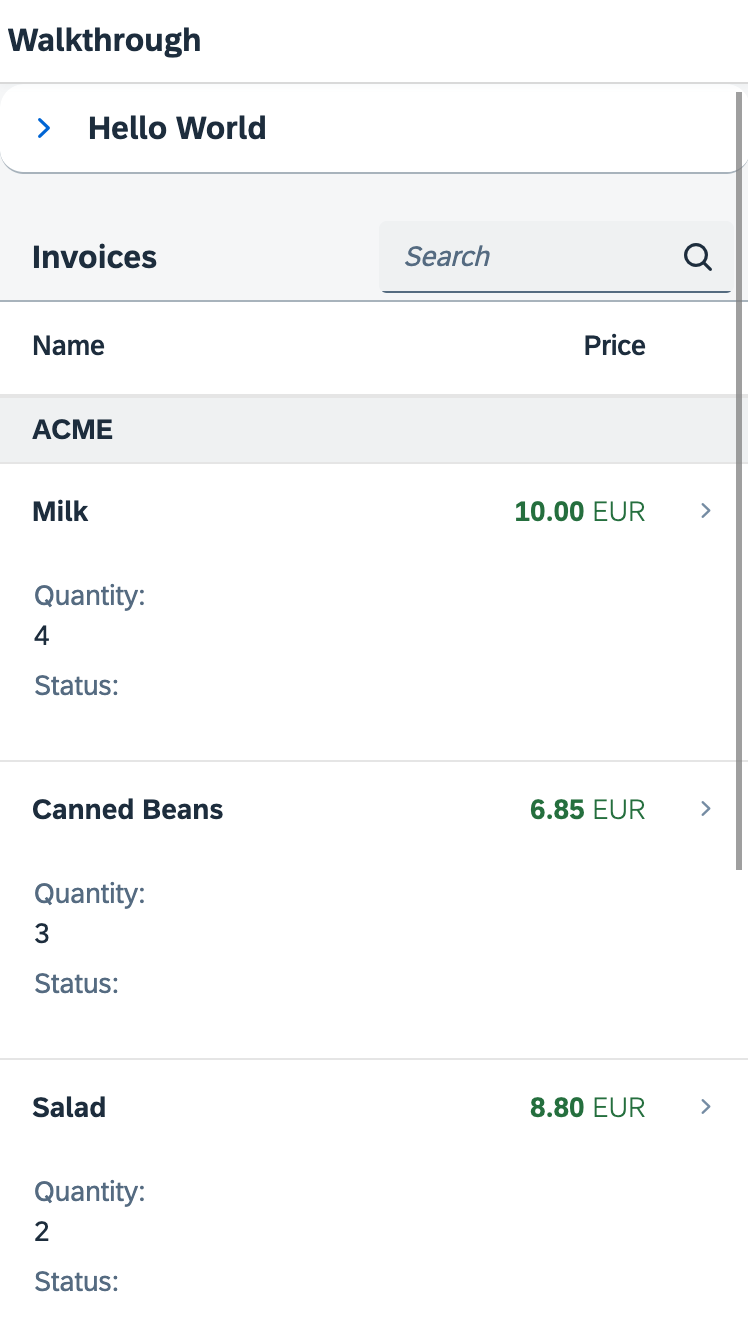 Walkthrough
Hello World
Invoices Search
Name Price
ACME
Milk 10.00 EUR
Quantity:
4
Status:
Canned Beans 6.85 EUR
Quantity:
3
Status:
Salad 8.80 EUR
Quantity:
2
Status: